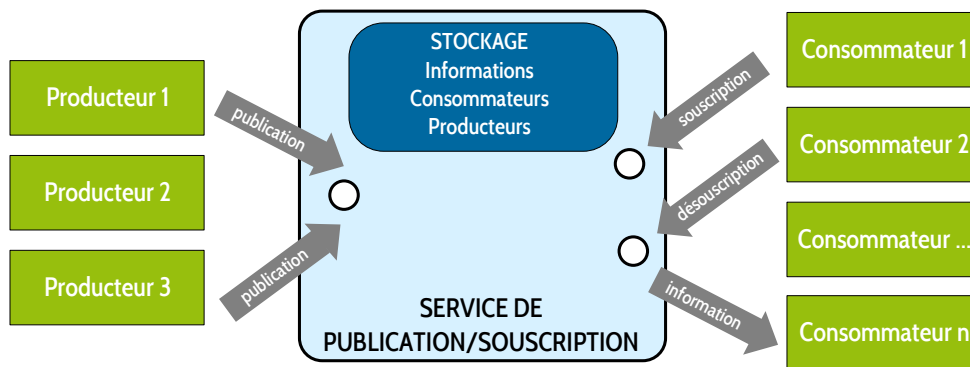 Producteur 1
Producteur 2
Producteur 3
publication
publication
STOCKAGE
Informations
Consommateurs
Producteurs
SERVICE DE
PUBLICATION/SOUSCRIPTION
souscription
désouscription
information
Consommateur 1
Consommateur 2
Consommateur ...
Consommateur n